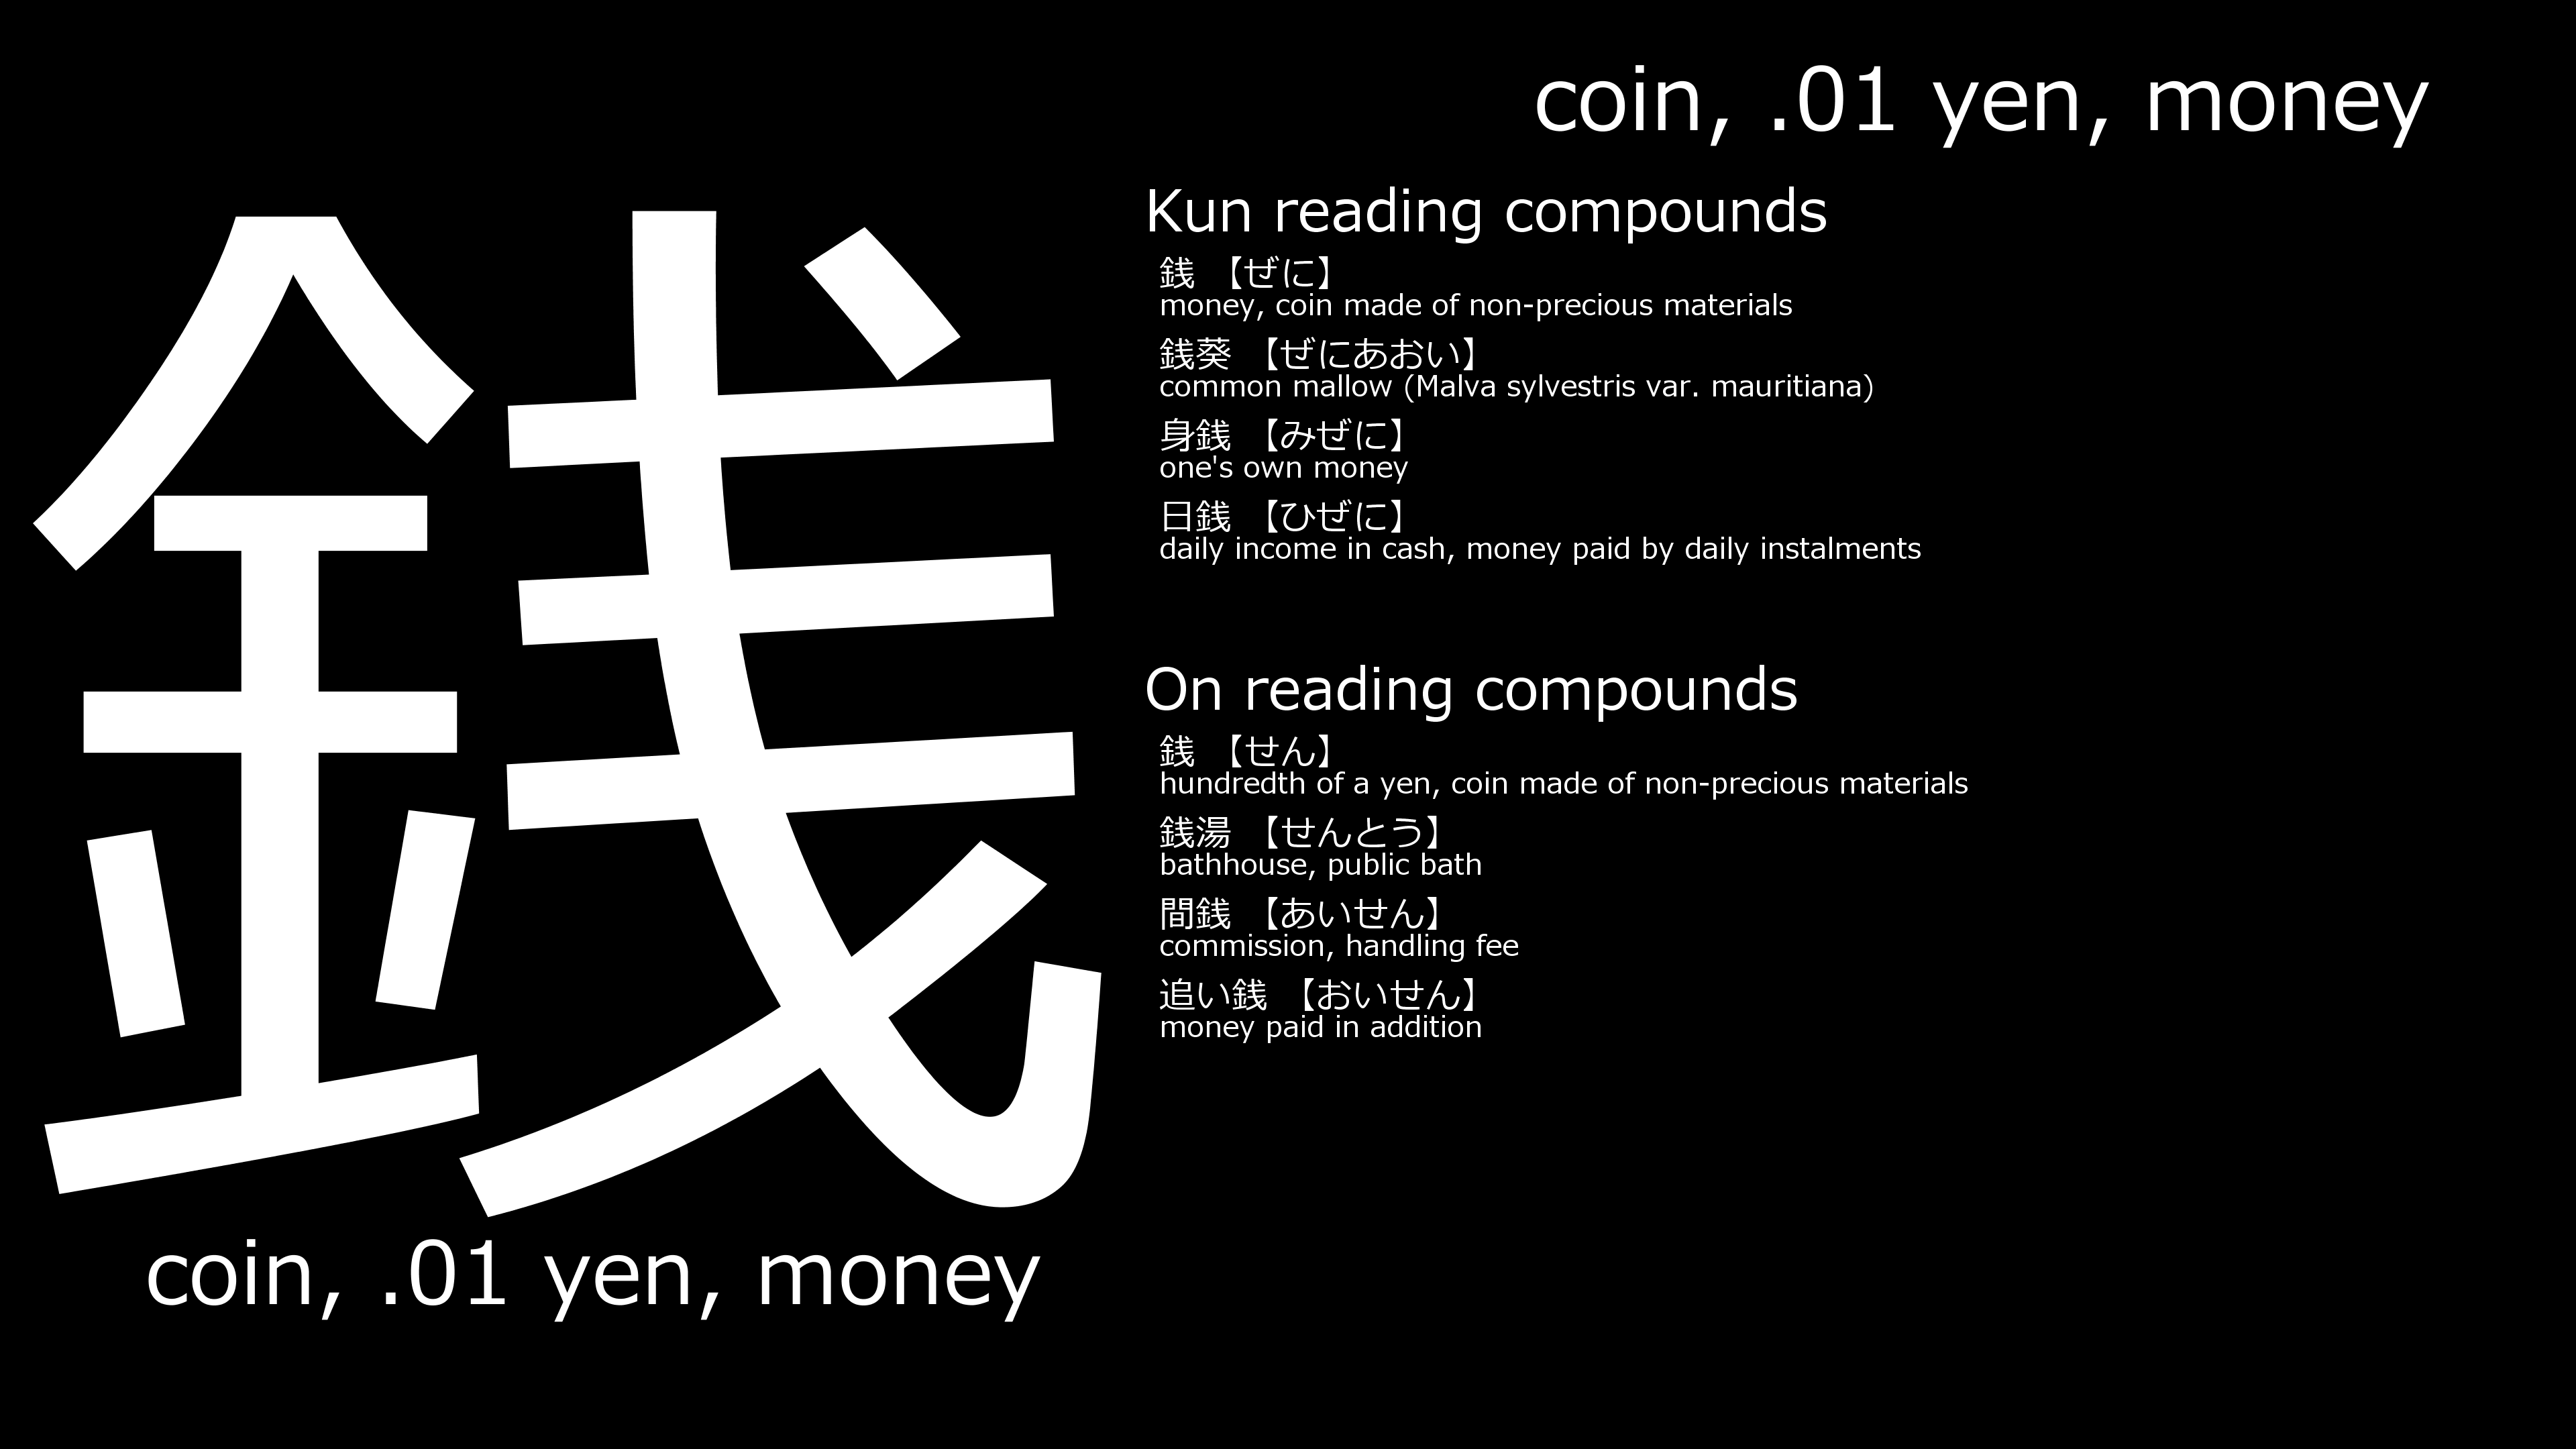 coin, .01 yen, money
銭
coin, .01 yen, money
Kun reading compounds
銭 【ぜに】
money, coin made of non-precious materials
銭葵 【ぜにあおい】
common mallow (Malva sylvestris var. mauritiana)
身銭 【みぜに】
one's own money
日銭 【ひぜに】
daily income in cash, money paid by daily instalments
On reading compounds
銭 【せん】
hundredth of a yen, coin made of non-precious materials
銭湯 【せんとう】
bathhouse, public bath
間銭 【あいせん】
commission, handling fee
追い銭 【おいせん】
money paid in addition